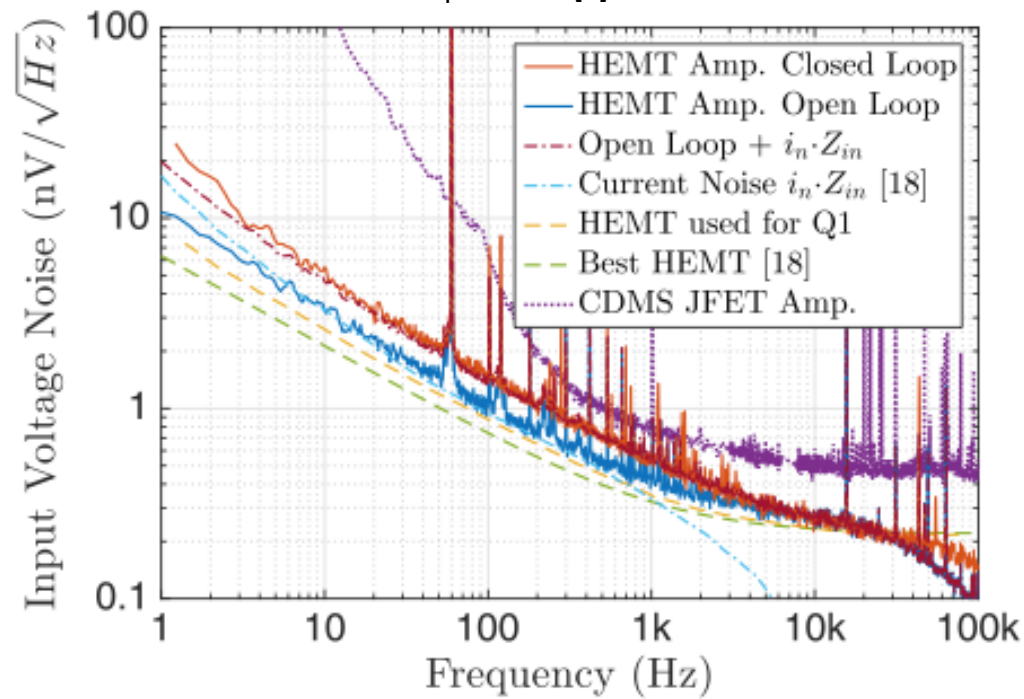 100
10
1
0.1
Input Voltage Noise (nV/√Hz)
HEMT Amp. Closed Loop
HEMT Amp. Open Loop
Open Loop + i_n·Z_in
Current Noise i_n·Z_in [18]
HEMT used for Q1
Best HEMT [18]
CDMS JFET Amp.
1 10 100 1k 10k 100k
Frequency (Hz)